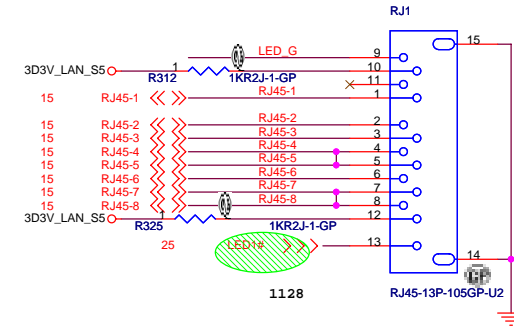 RJ1
LED_G 9 15
3D3V_LAN_S5 1 10
R312 1KR2J-1-GP 11
15 RJ45-1 RJ45-1 1
15 RJ45-2 RJ45-2 2
15 RJ45-3 RJ45-3 3
15 RJ45-4 RJ45-4 4
15 RJ45-5 RJ45-5 5
15 RJ45-6 RJ45-6 6
15 RJ45-7 RJ45-7 7
15 RJ45-8 RJ45-8 8
3D3V_LAN_S5 1 12
R325 1KR2J-1-GP
25 LED1# 13
14
GP
1128 RJ45-13P-105GP-U2